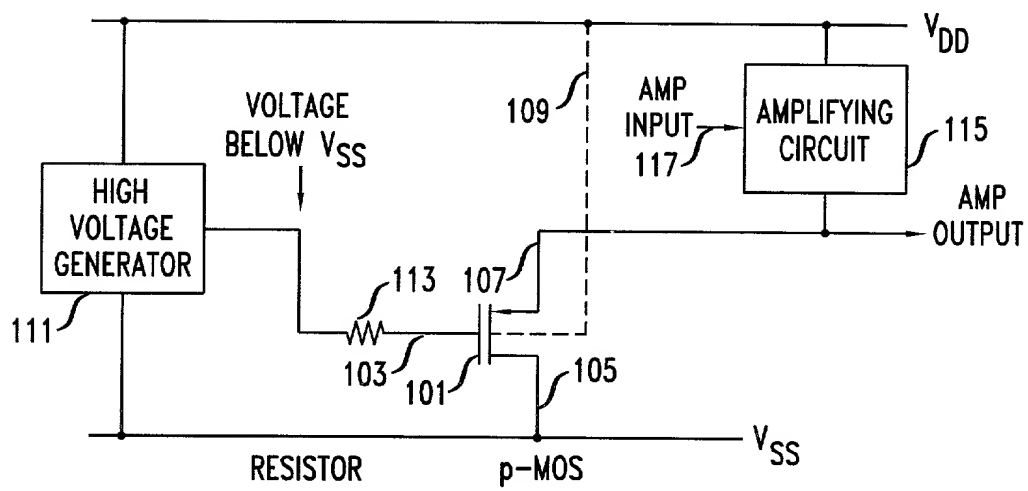 V_DD
109
AMP
INPUT
117
AMPLIFYING
CIRCUIT
115
VOLTAGE
BELOW V_SS
HIGH
VOLTAGE
GENERATOR
111
AMP
OUTPUT
107
113
103
101
105
V_SS
RESISTOR
p-MOS